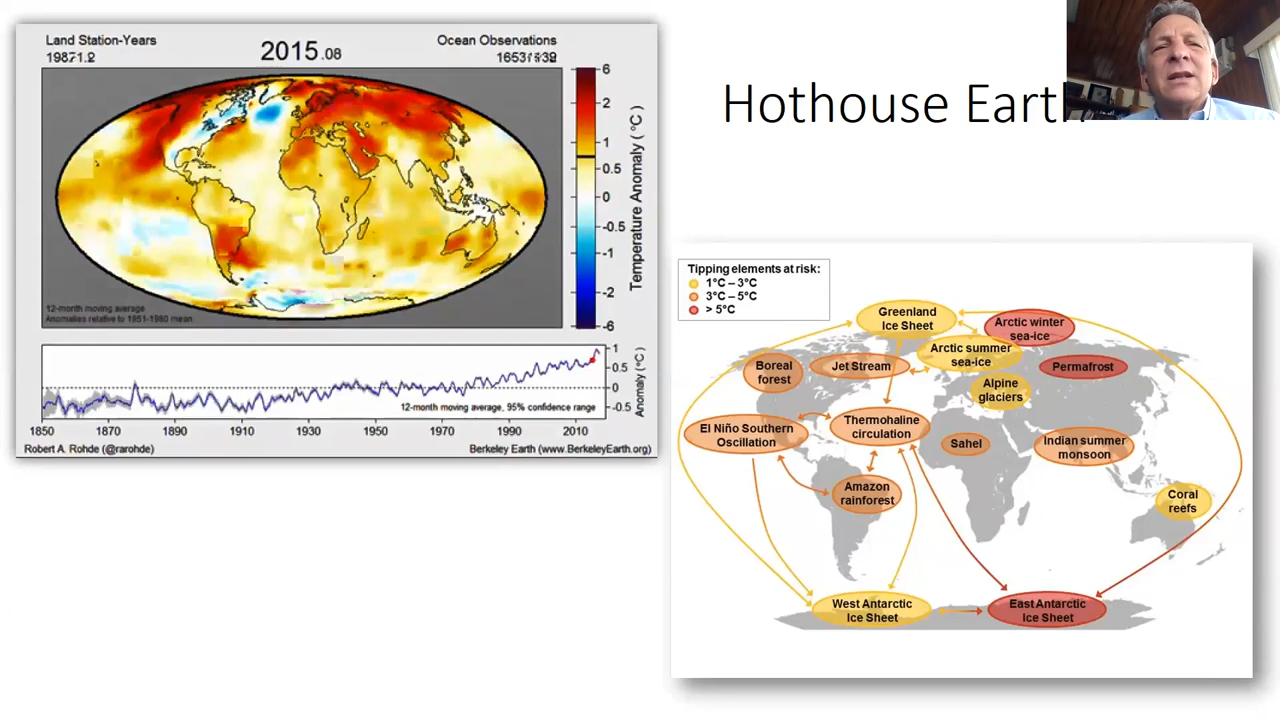 Land Station-Years
2015.08
Ocean Observations
6
2
1
0.5
0
-0.5
-1
-2
-6
Temperature Anomaly (°C)
12-month moving average
Anomalies relative to 1951-1980 mean
1
0.5
0
-0.5
Anomaly (°C)
12-month moving average, 95% confidence range
1850 1870 1890 1910 1930 1950 1970 1990 2010
Robert A. Rohde (@rarohde)
Berkeley Earth (www.BerkeleyEarth.org)
Hothouse Eart
Tipping elements at risk:
1°C – 3°C
3°C – 5°C
> 5°C
Greenland
Ice Sheet
Arctic winter
sea-ice
Arctic summer
sea-ice
Boreal
forest
Jet Stream
Permafrost
Alpine
glaciers
El Niño Southern
Oscillation
Thermohaline
circulation
Sahel
Indian summer
monsoon
Amazon
rainforest
Coral
reefs
West Antarctic
Ice Sheet
East Antarctic
Ice Sheet